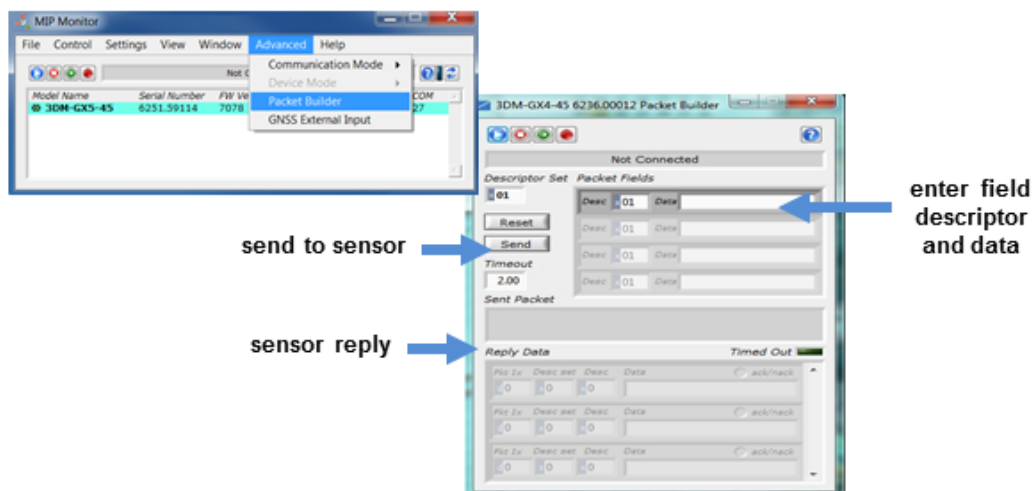 MIP Monitor
File Control Settings View Window Advanced Help
Communication Mode
Device Mode
Packet Builder
GNSS External Input
Not C
Model Name Serial Number FW Ve COM
3DM-GX5-45 6251.59114 7078 27
3DM-GX4-45 6236.00012 Packet Builder
Not Connected
Descriptor Set Packet Fields
01 Desc 01 Data
Reset Desc 01 Data
Send Desc 01 Data
Timeout
2.00 Desc 01 Data
Sent Packet
Reply Data Timed Out
Pkt Ix Desc set Desc Data ack/nack
0 0 0
Pkt Ix Desc set Desc Data ack/nack
0 0 0
Pkt Ix Desc set Desc Data ack/nack
0 0 0
send to sensor
sensor reply
enter field
descriptor
and data